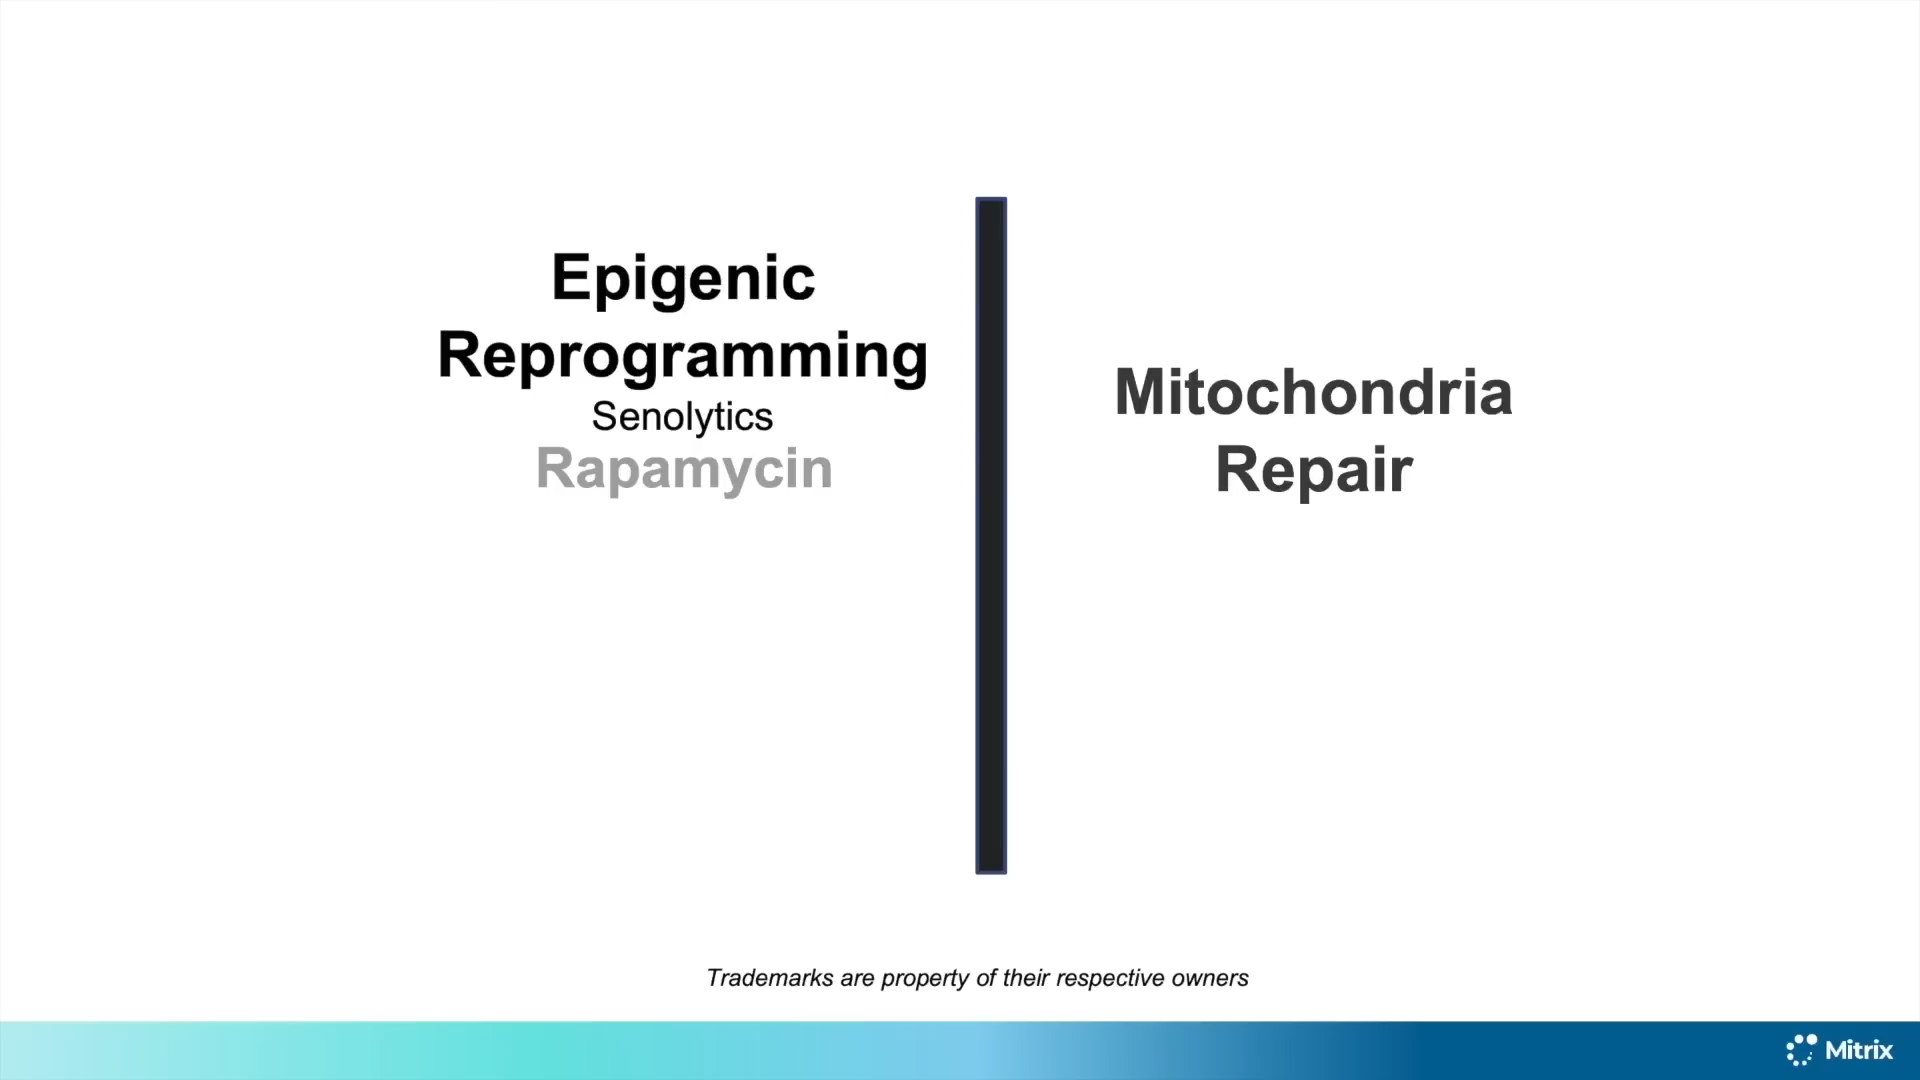 Epigenic
Reprogramming
Senolytics
Rapamycin
Mitochondria
Repair
Trademarks are property of their respective owners
Mitrix